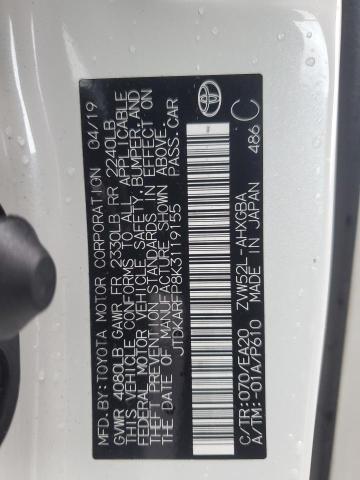 MFD.BY:TOYOTA MOTOR CORPORATION 04/19
GVWR 4080LB GAWR FR 2330LB RR 2240LB
THIS VEHICLE CONFORMS TO ALL APPLICABLE
FEDERAL MOTOR VEHICLE SAFETY, BUMPER, AND
THEFT PREVENTION STANDARDS IN EFFECT ON
THE DATE OF MANUFACTURE SHOWN ABOVE.
JTDKARFP8K3119155 PASS.CAR
C/TR:070/EA20 ZVW52L-AHXGBA
A/TM:-01A/P610 MADE IN JAPAN
486 C
TOYOTA